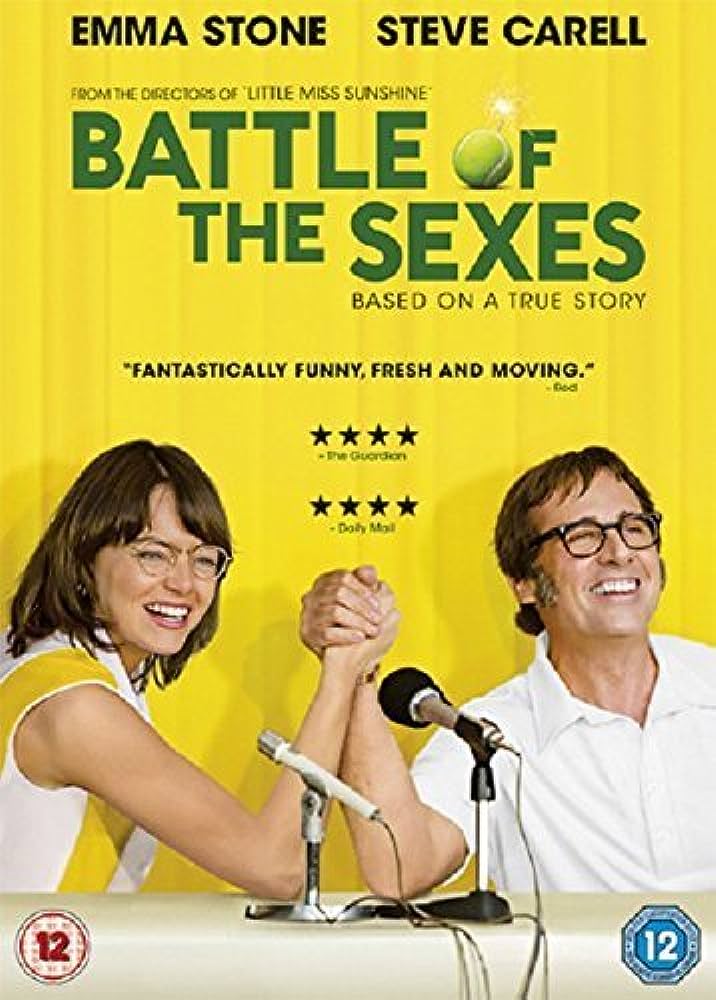 EMMA STONE STEVE CARELL
FROM THE DIRECTORS OF 'LITTLE MISS SUNSHINE'
BATTLE OF
THE SEXES
BASED ON A TRUE STORY
"FANTASTICALLY FUNNY, FRESH AND MOVING."
- Red
★★★★
- The Guardian
★★★★
- Daily Mail
12 12